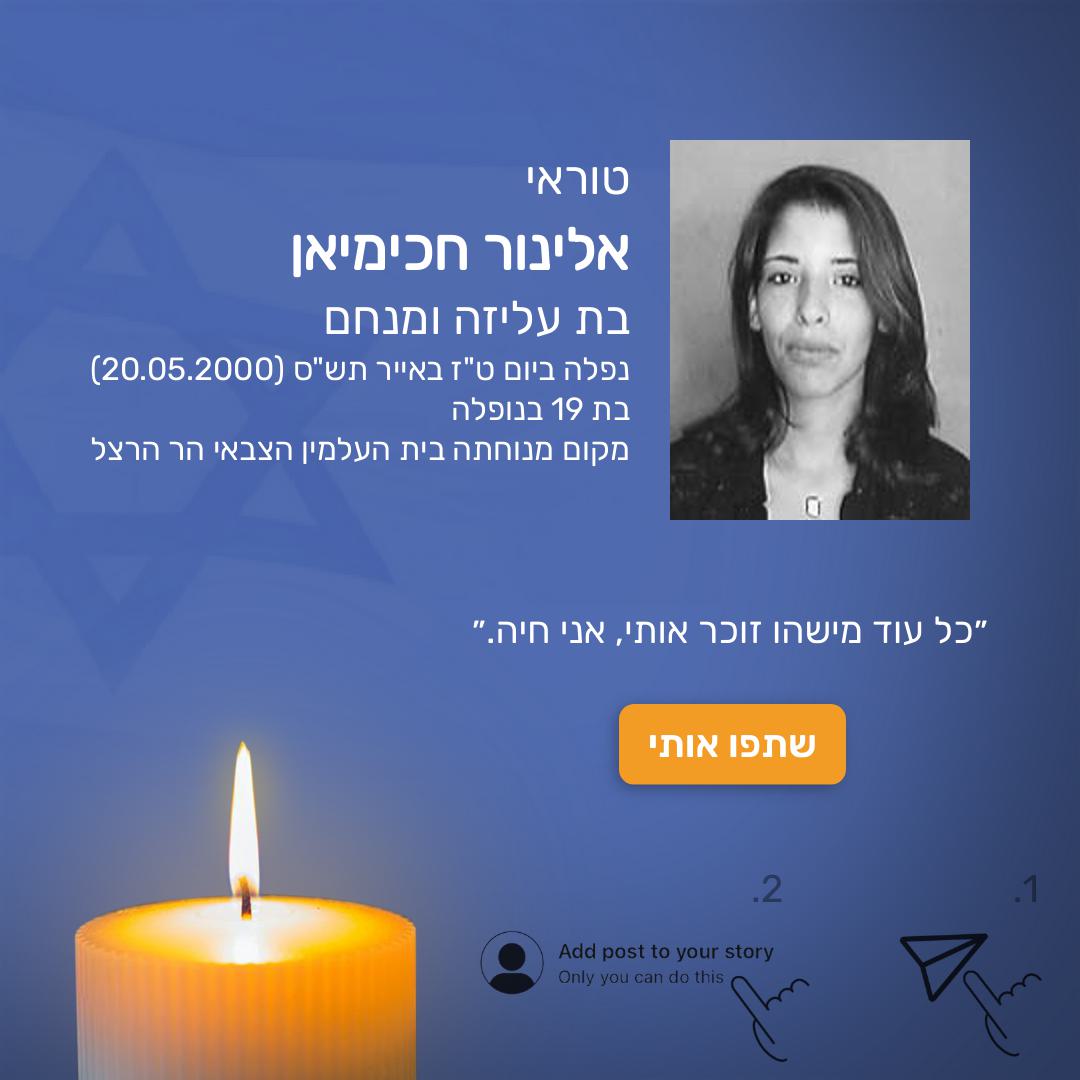 טוראי
אלינור חכימיאן
בת עליזה ומנחם
נפלה ביום ט"ז באייר תש"ס (20.05.2000)
בת 19 בנופלה
מקום מנוחתה בית העלמין הצבאי הר הרצל
״כל עוד מישהו זוכר אותי, אני חיה.״
שתפו אותי
1.
2.
Add post to your story
Only you can do this